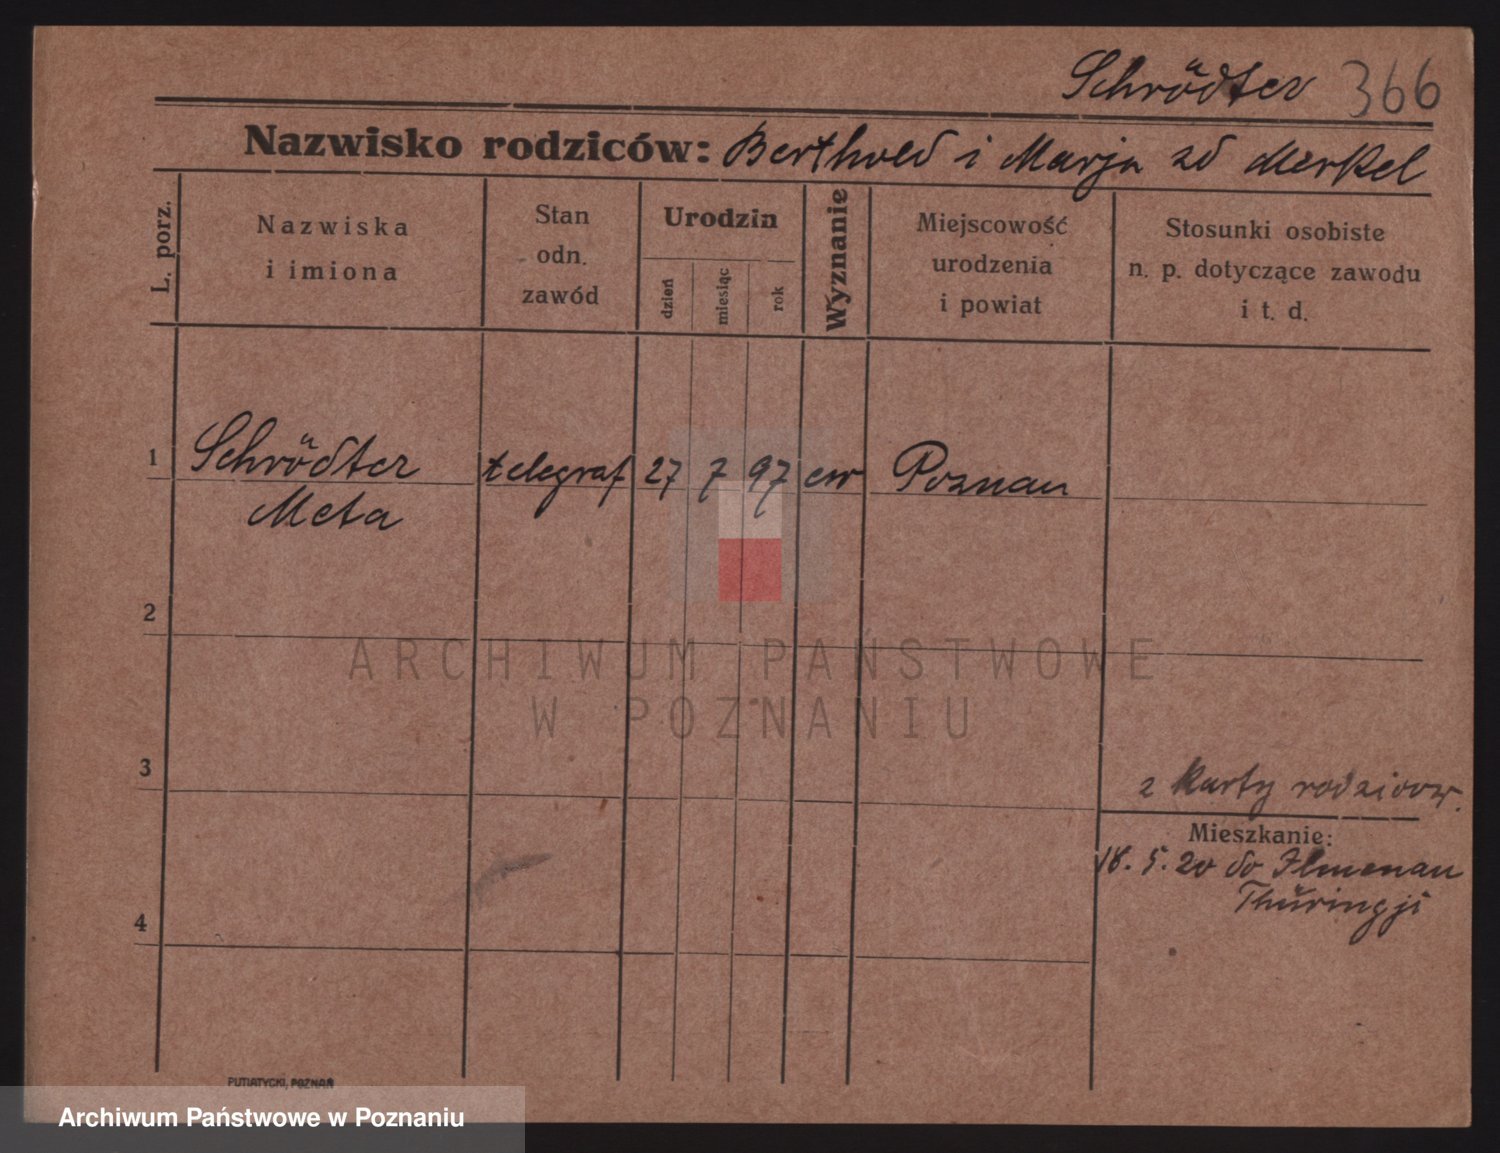 Schrödter 366
Nazwisko rodziców: Berthold i Marja zd Merkel
L. porz.
Nazwiska
i imiona
Stan
odn.
zawód
Urodzin
dzień
miesiąc
rok
Wyznanie
Miejscowość
urodzenia
i powiat
Stosunki osobiste
n. p. dotyczące zawodu
i t. d.
1 Schrödter telegraf 27 7 97 ew Poznan
Meta
2
ARCHIWUM PAŃSTWOWE
W POZNANIU
3
z karty rodzicow.
Mieszkanie:
18. 5. 20 do Ilmenau
Thüringji
4
PUTIATYCKI, POZNAŃ
Archiwum Państwowe w Poznaniu